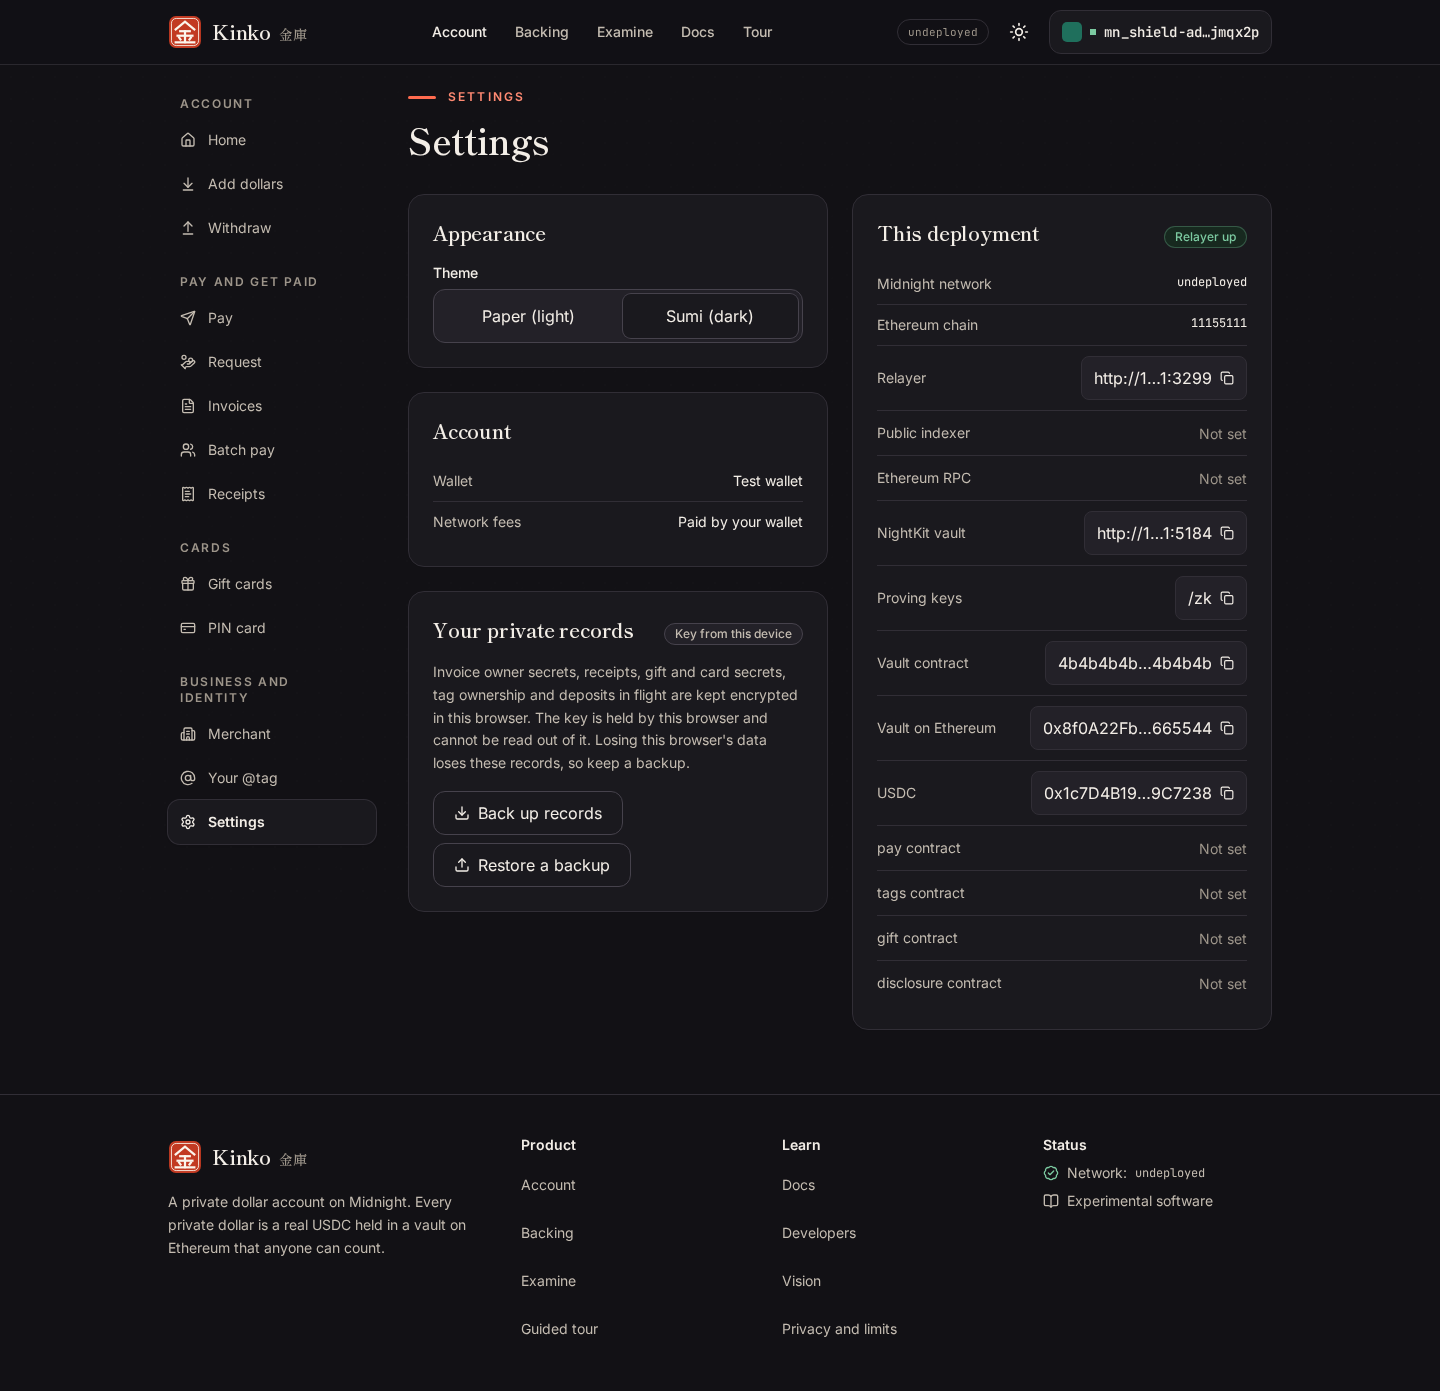 金 Kinko 金庫
Account Backing Examine Docs Tour
undeployed
mn_shield-ad…jmqx2p
ACCOUNT
Home
Add dollars
Withdraw
PAY AND GET PAID
Pay
Request
Invoices
Batch pay
Receipts
CARDS
Gift cards
PIN card
BUSINESS AND
IDENTITY
Merchant
Your @tag
Settings
SETTINGS
Settings
Appearance
Theme
Paper (light) Sumi (dark)
Account
Wallet Test wallet
Network fees Paid by your wallet
Your private records Key from this device
Invoice owner secrets, receipts, gift and card secrets,
tag ownership and deposits in flight are kept encrypted
in this browser. The key is held by this browser and
cannot be read out of it. Losing this browser's data
loses these records, so keep a backup.
Back up records
Restore a backup
This deployment Relayer up
Midnight network undeployed
Ethereum chain 11155111
Relayer http://1…1:3299
Public indexer Not set
Ethereum RPC Not set
NightKit vault http://1…1:5184
Proving keys /zk
Vault contract 4b4b4b4b…4b4b4b
Vault on Ethereum 0x8f0A22Fb…665544
USDC 0x1c7D4B19…9C7238
pay contract Not set
tags contract Not set
gift contract Not set
disclosure contract Not set
金 Kinko 金庫
A private dollar account on Midnight. Every
private dollar is a real USDC held in a vault on
Ethereum that anyone can count.
Product
Account
Backing
Examine
Guided tour
Learn
Docs
Developers
Vision
Privacy and limits
Status
Network: undeployed
Experimental software